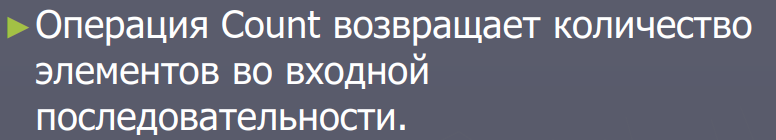 ►Операция Count возвращает количество
элементов во входной
последовательности.